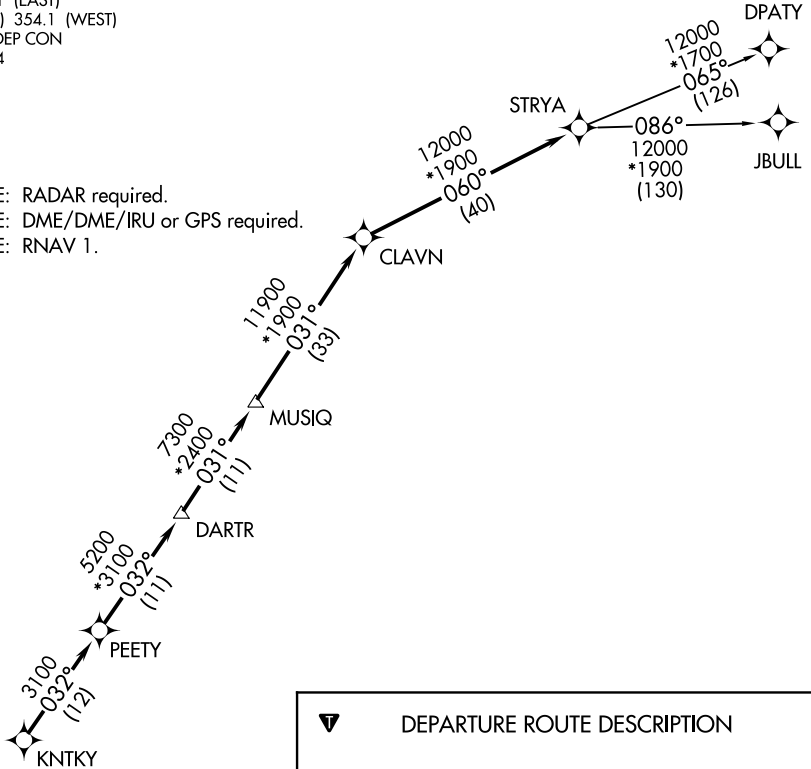 (EAST)
) 354.1 (WEST)
DEP CON
4
DPATY
12000
*1700
065°
(126)
STRYA
086°
12000
*1900
(130)
JBULL
12000
*1900
060°
(40)
E: RADAR required.
E: DME/DME/IRU or GPS required.
E: RNAV 1.
CLAVN
11900
*1900
031°
(33)
MUSIQ
7300
*2400
031°
(11)
DARTR
5200
*3100
032°
(11)
PEETY
3100
032°
(12)
KNTKY
T DEPARTURE ROUTE DESCRIPTION